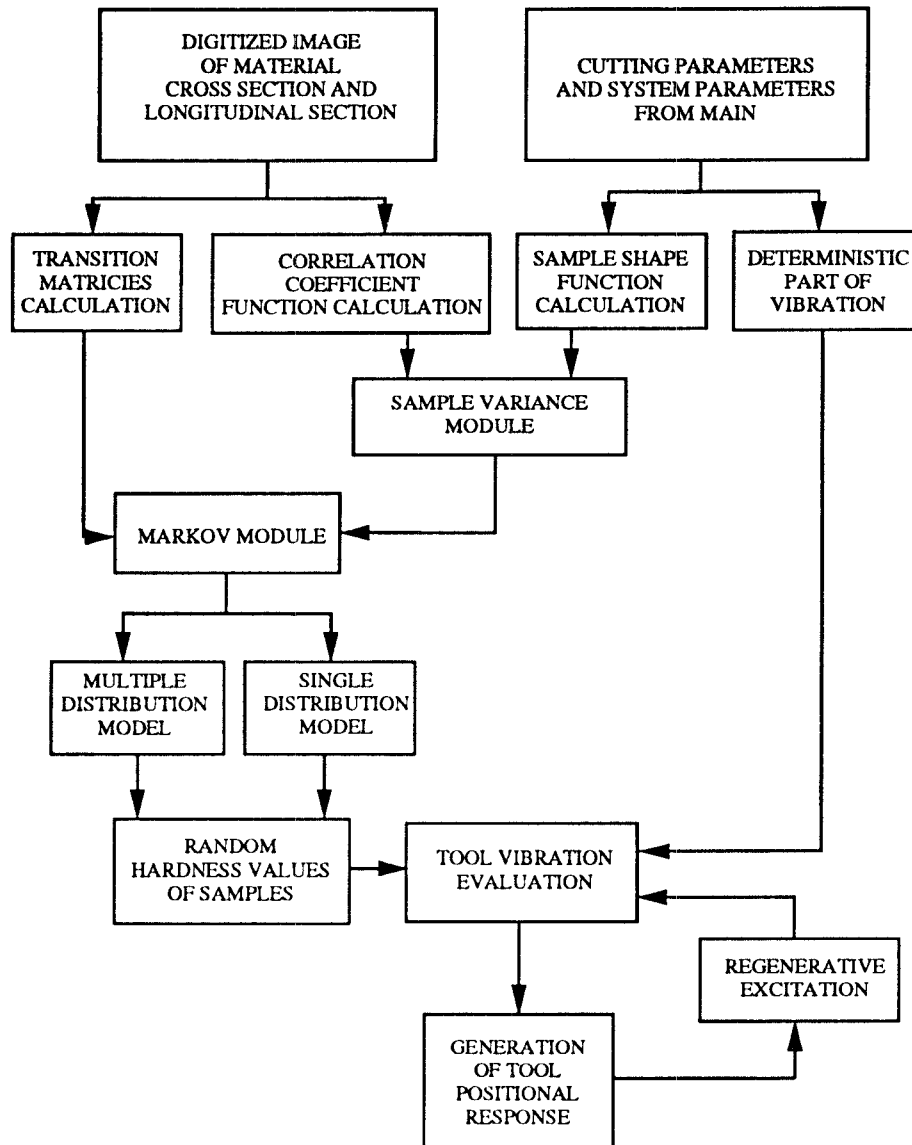 DIGITIZED IMAGE
OF MATERIAL
CROSS SECTION AND
LONGITUDINAL SECTION
CUTTING PARAMETERS
AND SYSTEM PARAMETERS
FROM MAIN
TRANSITION
MATRICIES
CALCULATION
CORRELATION
COEFFICIENT
FUNCTION CALCULATION
SAMPLE SHAPE
FUNCTION
CALCULATION
DETERMINISTIC
PART OF
VIBRATION
SAMPLE VARIANCE
MODULE
MARKOV MODULE
MULTIPLE
DISTRIBUTION
MODEL
SINGLE
DISTRIBUTION
MODEL
RANDOM
HARDNESS VALUES
OF SAMPLES
TOOL VIBRATION
EVALUATION
REGENERATIVE
EXCITATION
GENERATION
OF TOOL
POSITIONAL
RESPONSE